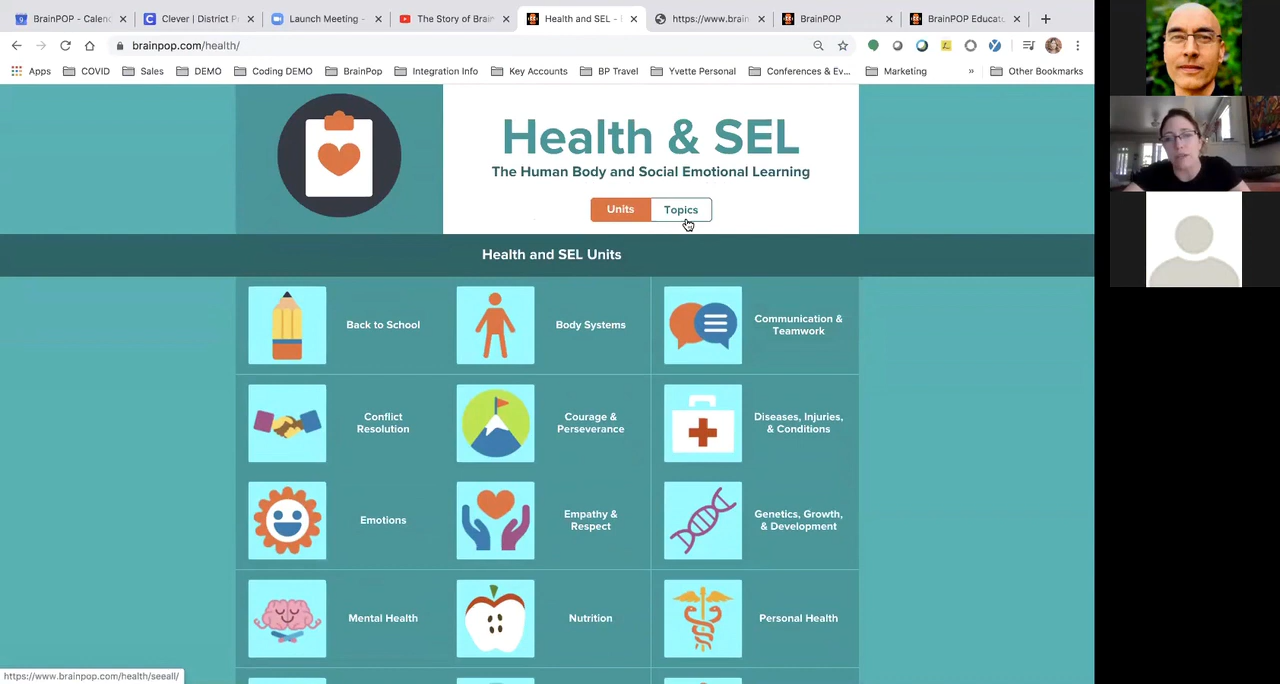 BrainPOP - Calenc
Clever | District P
Launch Meeting -
The Story of Brain
Health and SEL -
https://www.brain
BrainPOP
BrainPOP Educato
brainpop.com/health/
Apps
COVID
Sales
DEMO
Coding DEMO
BrainPop
Integration Info
Key Accounts
BP Travel
Yvette Personal
Conferences & Ev...
Marketing
»
Other Bookmarks
Health & SEL
The Human Body and Social Emotional Learning
Units
Topics
Health and SEL Units
Back to School
Body Systems
Communication &
Teamwork
Conflict
Resolution
Courage &
Perseverance
Diseases, Injuries,
& Conditions
Emotions
Empathy &
Respect
Genetics, Growth,
& Development
Mental Health
Nutrition
Personal Health
https://www.brainpop.com/health/seeall/